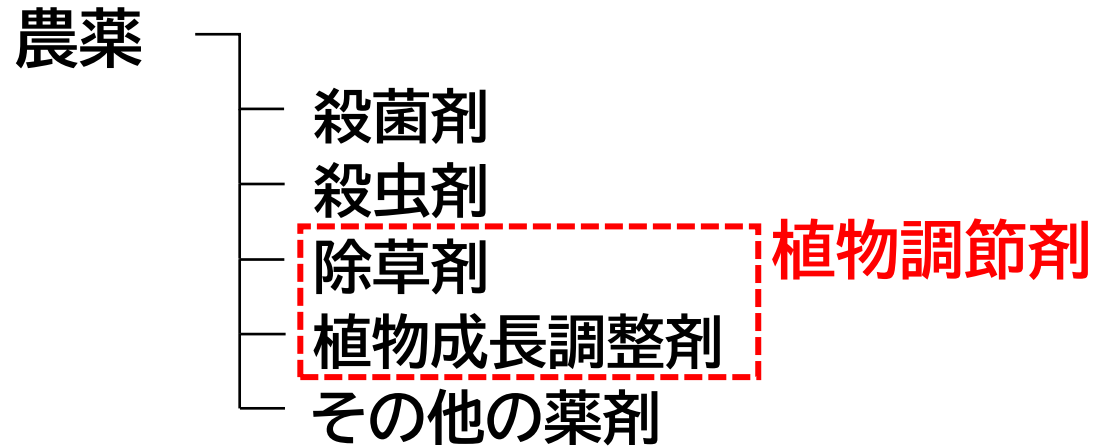 農薬
殺菌剤
殺虫剤
除草剤
植物調節剤
植物成長調整剤
その他の薬剤